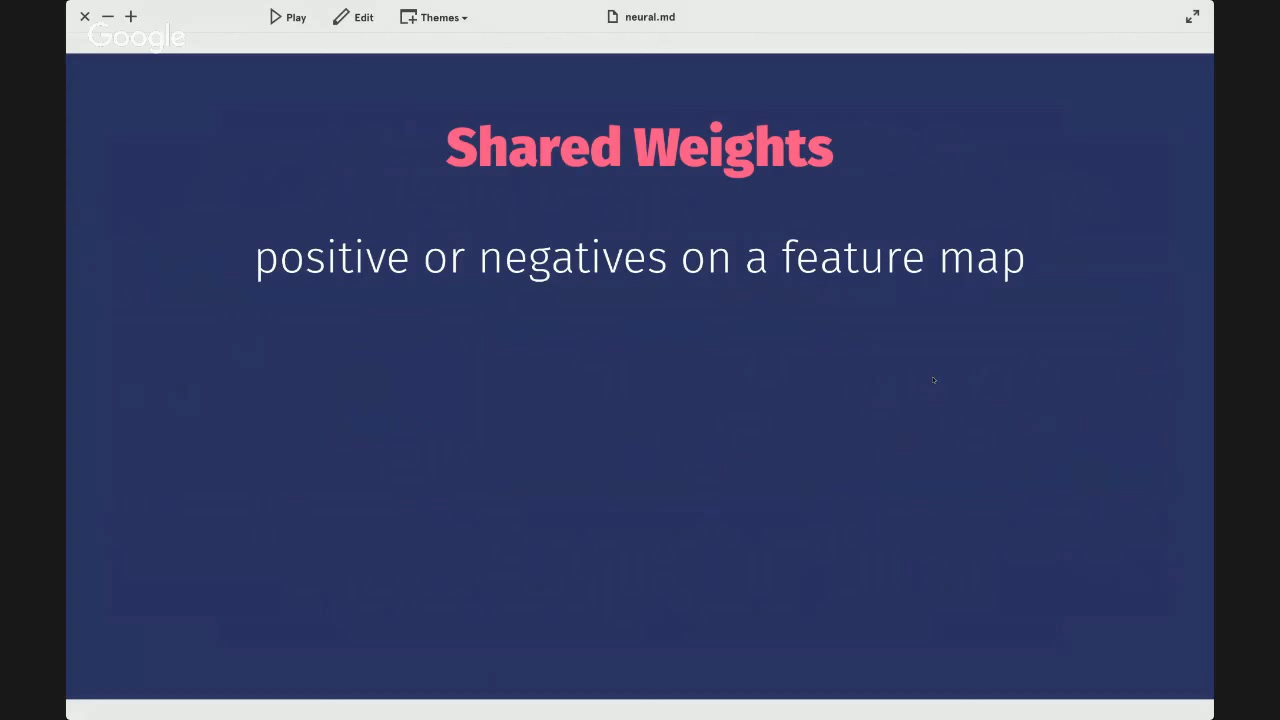 Play Edit Themes neural.md
Google
Shared Weights
positive or negatives on a feature map